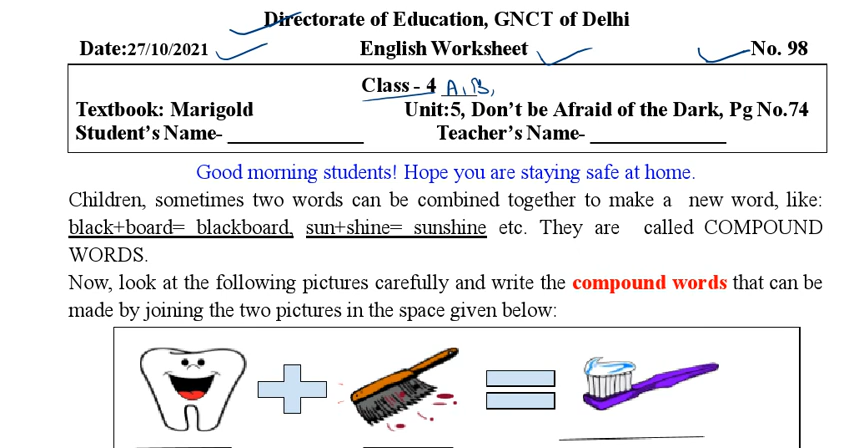 Directorate of Education, GNCT of Delhi
Date:27/10/2021 English Worksheet No. 98
Class - 4 A, B,
Textbook: Marigold Unit:5, Don't be Afraid of the Dark, Pg No.74
Student's Name- ______________ Teacher's Name- ______________
Good morning students! Hope you are staying safe at home.
Children, sometimes two words can be combined together to make a new word, like:
black+board= blackboard, sun+shine= sunshine etc. They are called COMPOUND
WORDS.
Now, look at the following pictures carefully and write the compound words that can be
made by joining the two pictures in the space given below: